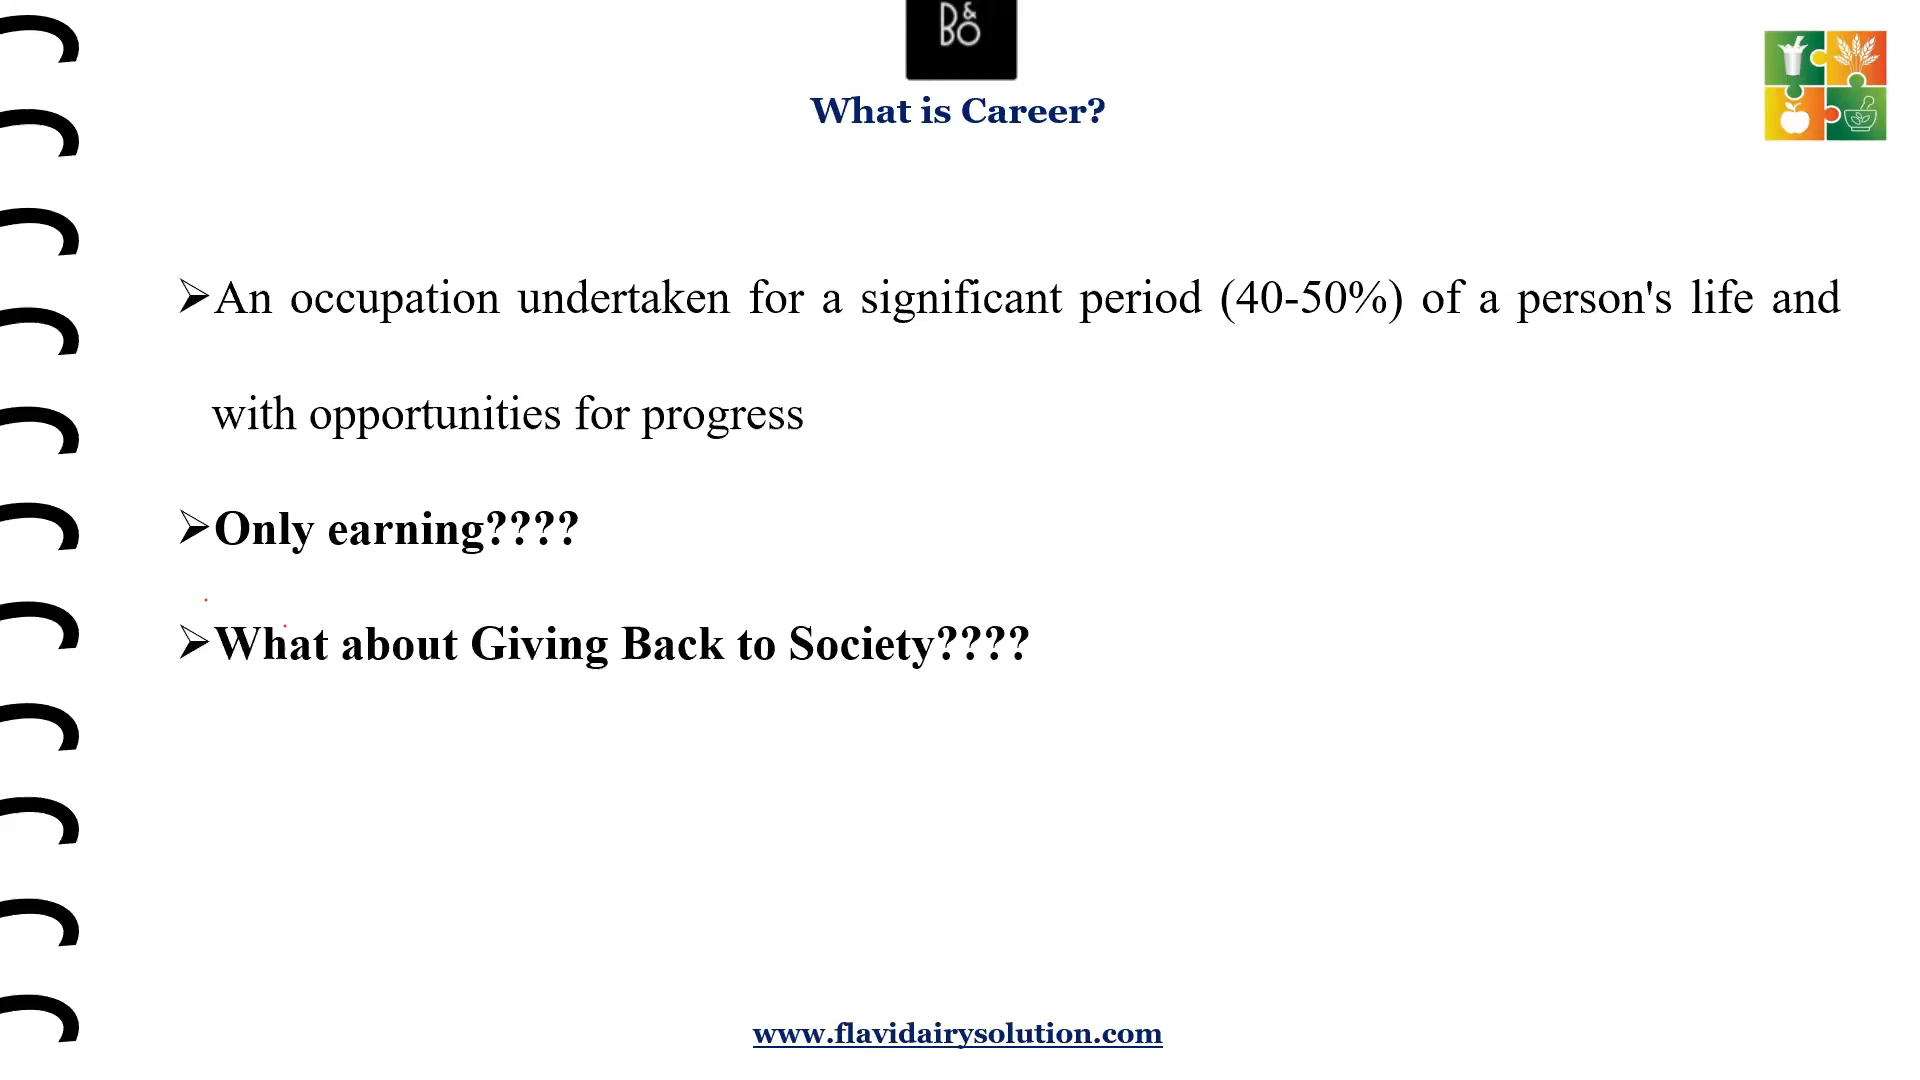 B&O
What is Career?
➢An occupation undertaken for a significant period (40-50%) of a person's life and
with opportunities for progress
➢Only earning????
➢What about Giving Back to Society????
www.flavidairysolution.com